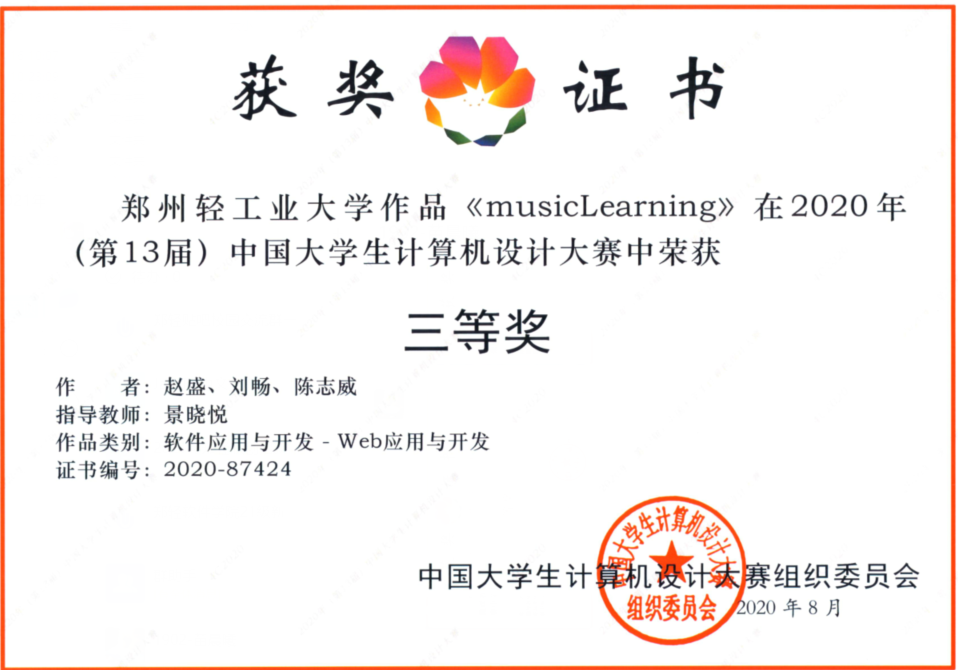 获奖证书
郑州轻工业大学作品《musicLearning》在2020年
(第13届)中国大学生计算机设计大赛中荣获
三等奖
作 者：赵盛、刘畅、陈志威
指导教师：景晓悦
作品类别：软件应用与开发 - Web应用与开发
证书编号：2020-87424
中国大学生计算机设计大赛
组织委员会
中国大学生计算机设计大赛组织委员会
2020 年 8 月